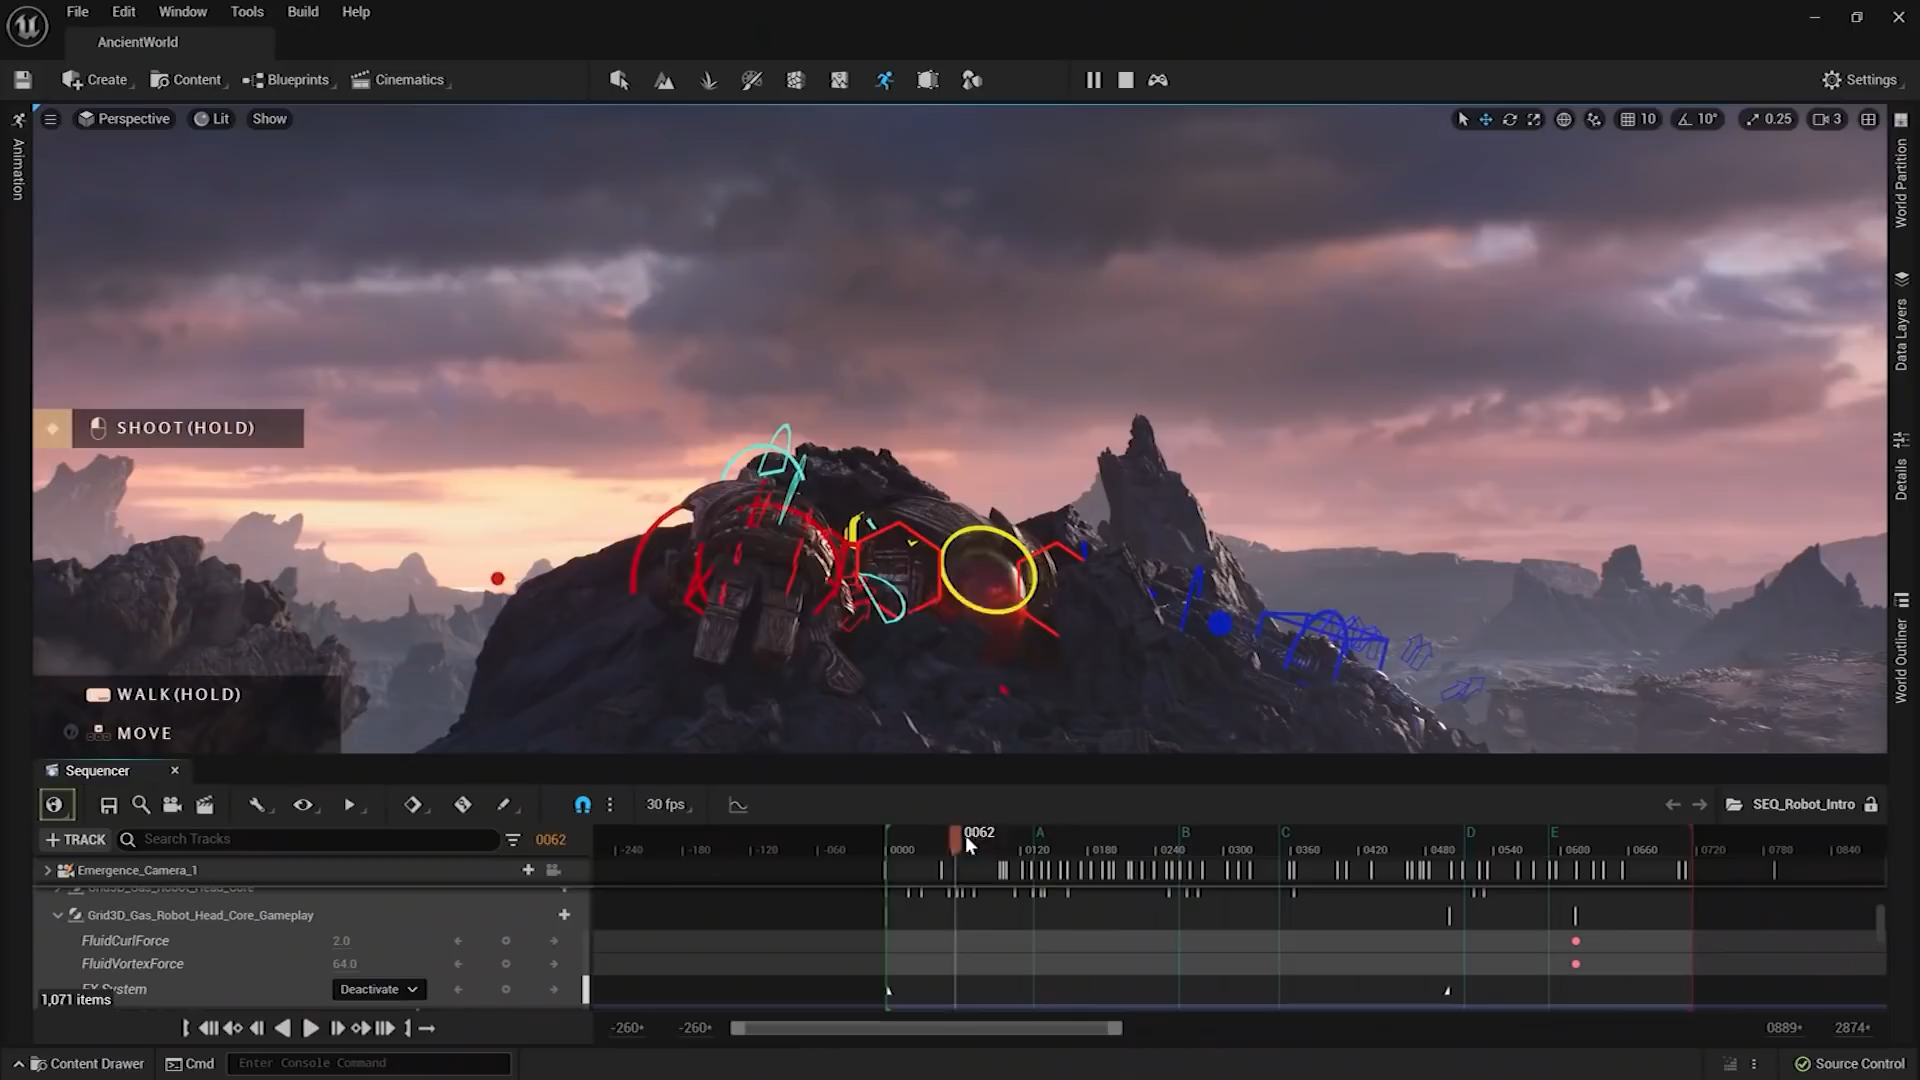 File Edit Window Tools Build Help
AncientWorld
Create Content Blueprints Cinematics Settings
Perspective Lit Show 10 10° 0.25 3
Animation
World Partition
Data Layers
Details
World Outliner
SHOOT(HOLD)
WALK(HOLD)
MOVE
Sequencer
30 fps SEQ_Robot_Intro
+ TRACK Search Tracks 0062
0062 A B C D E
-240 -180 -120 -060 0000 0120 0180 0240 0300 0360 0420 0480 0540 0600 0660 0720 0780 0840
Emergence_Camera_1
Grid3D_Gas_Robot_Head_Core
Grid3D_Gas_Robot_Head_Core_Gameplay
FluidCurlForce 2.0
FluidVortexForce 64.0
FX System Deactivate
1,071 items
-260+ -260+ 0889+ 2874+
Content Drawer Cmd Enter Console Command Source Control